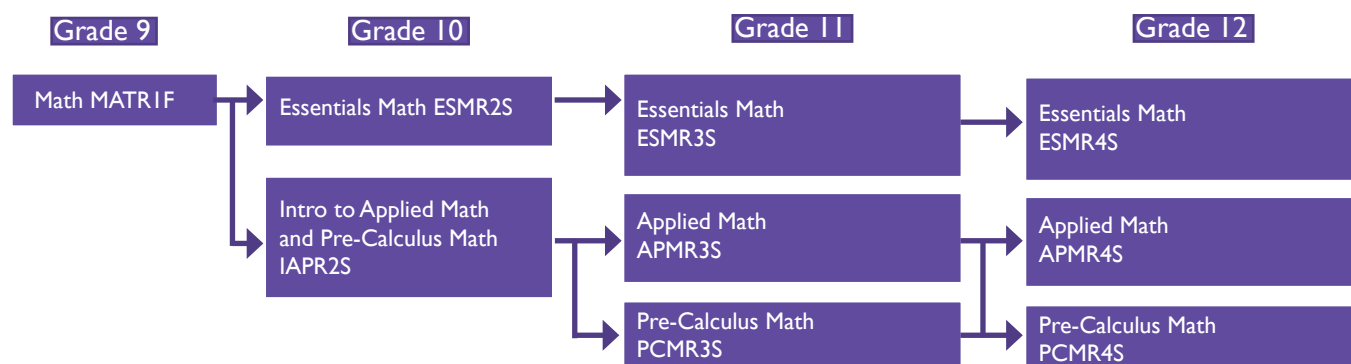 Grade 9
Grade 10
Grade 11
Grade 12
Math MATR1F
Essentials Math ESMR2S
Essentials Math
ESMR3S
Essentials Math
ESMR4S
Intro to Applied Math
and Pre-Calculus Math
IAPR2S
Applied Math
APMR3S
Applied Math
APMR4S
Pre-Calculus Math
PCMR3S
Pre-Calculus Math
PCMR4S